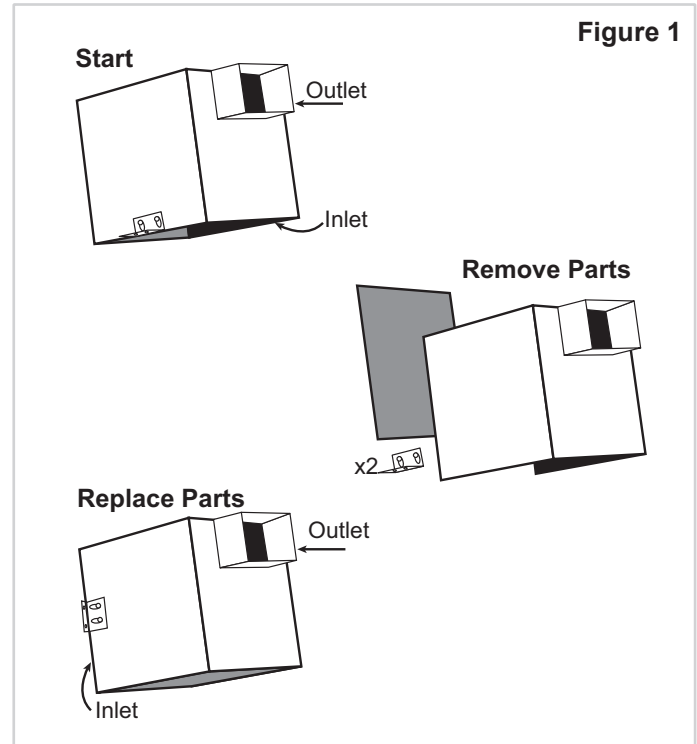 Figure 1
Start
Outlet
Inlet
Remove Parts
x2
Replace Parts
Outlet
Inlet